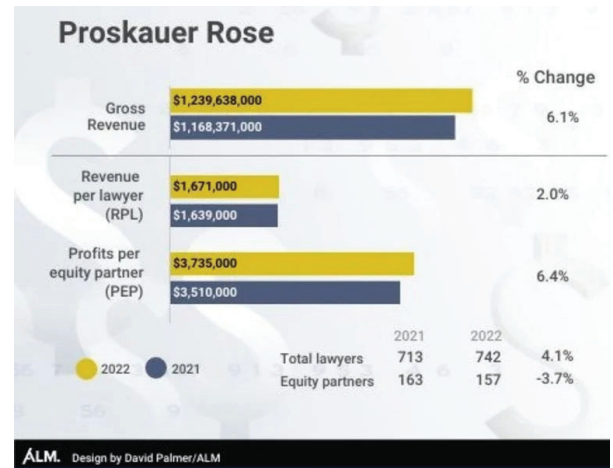 Proskauer Rose
% Change
Gross
Revenue
$1,239,638,000
$1,168,371,000
6.1%
Revenue
per lawyer
(RPL)
$1,671,000
$1,639,000
2.0%
Profits per
equity partner
(PEP)
$3,735,000
$3,510,000
6.4%
2022
2021
2021 2022
Total lawyers 713 742 4.1%
Equity partners 163 157 -3.7%
ALM. Design by David Palmer/ALM